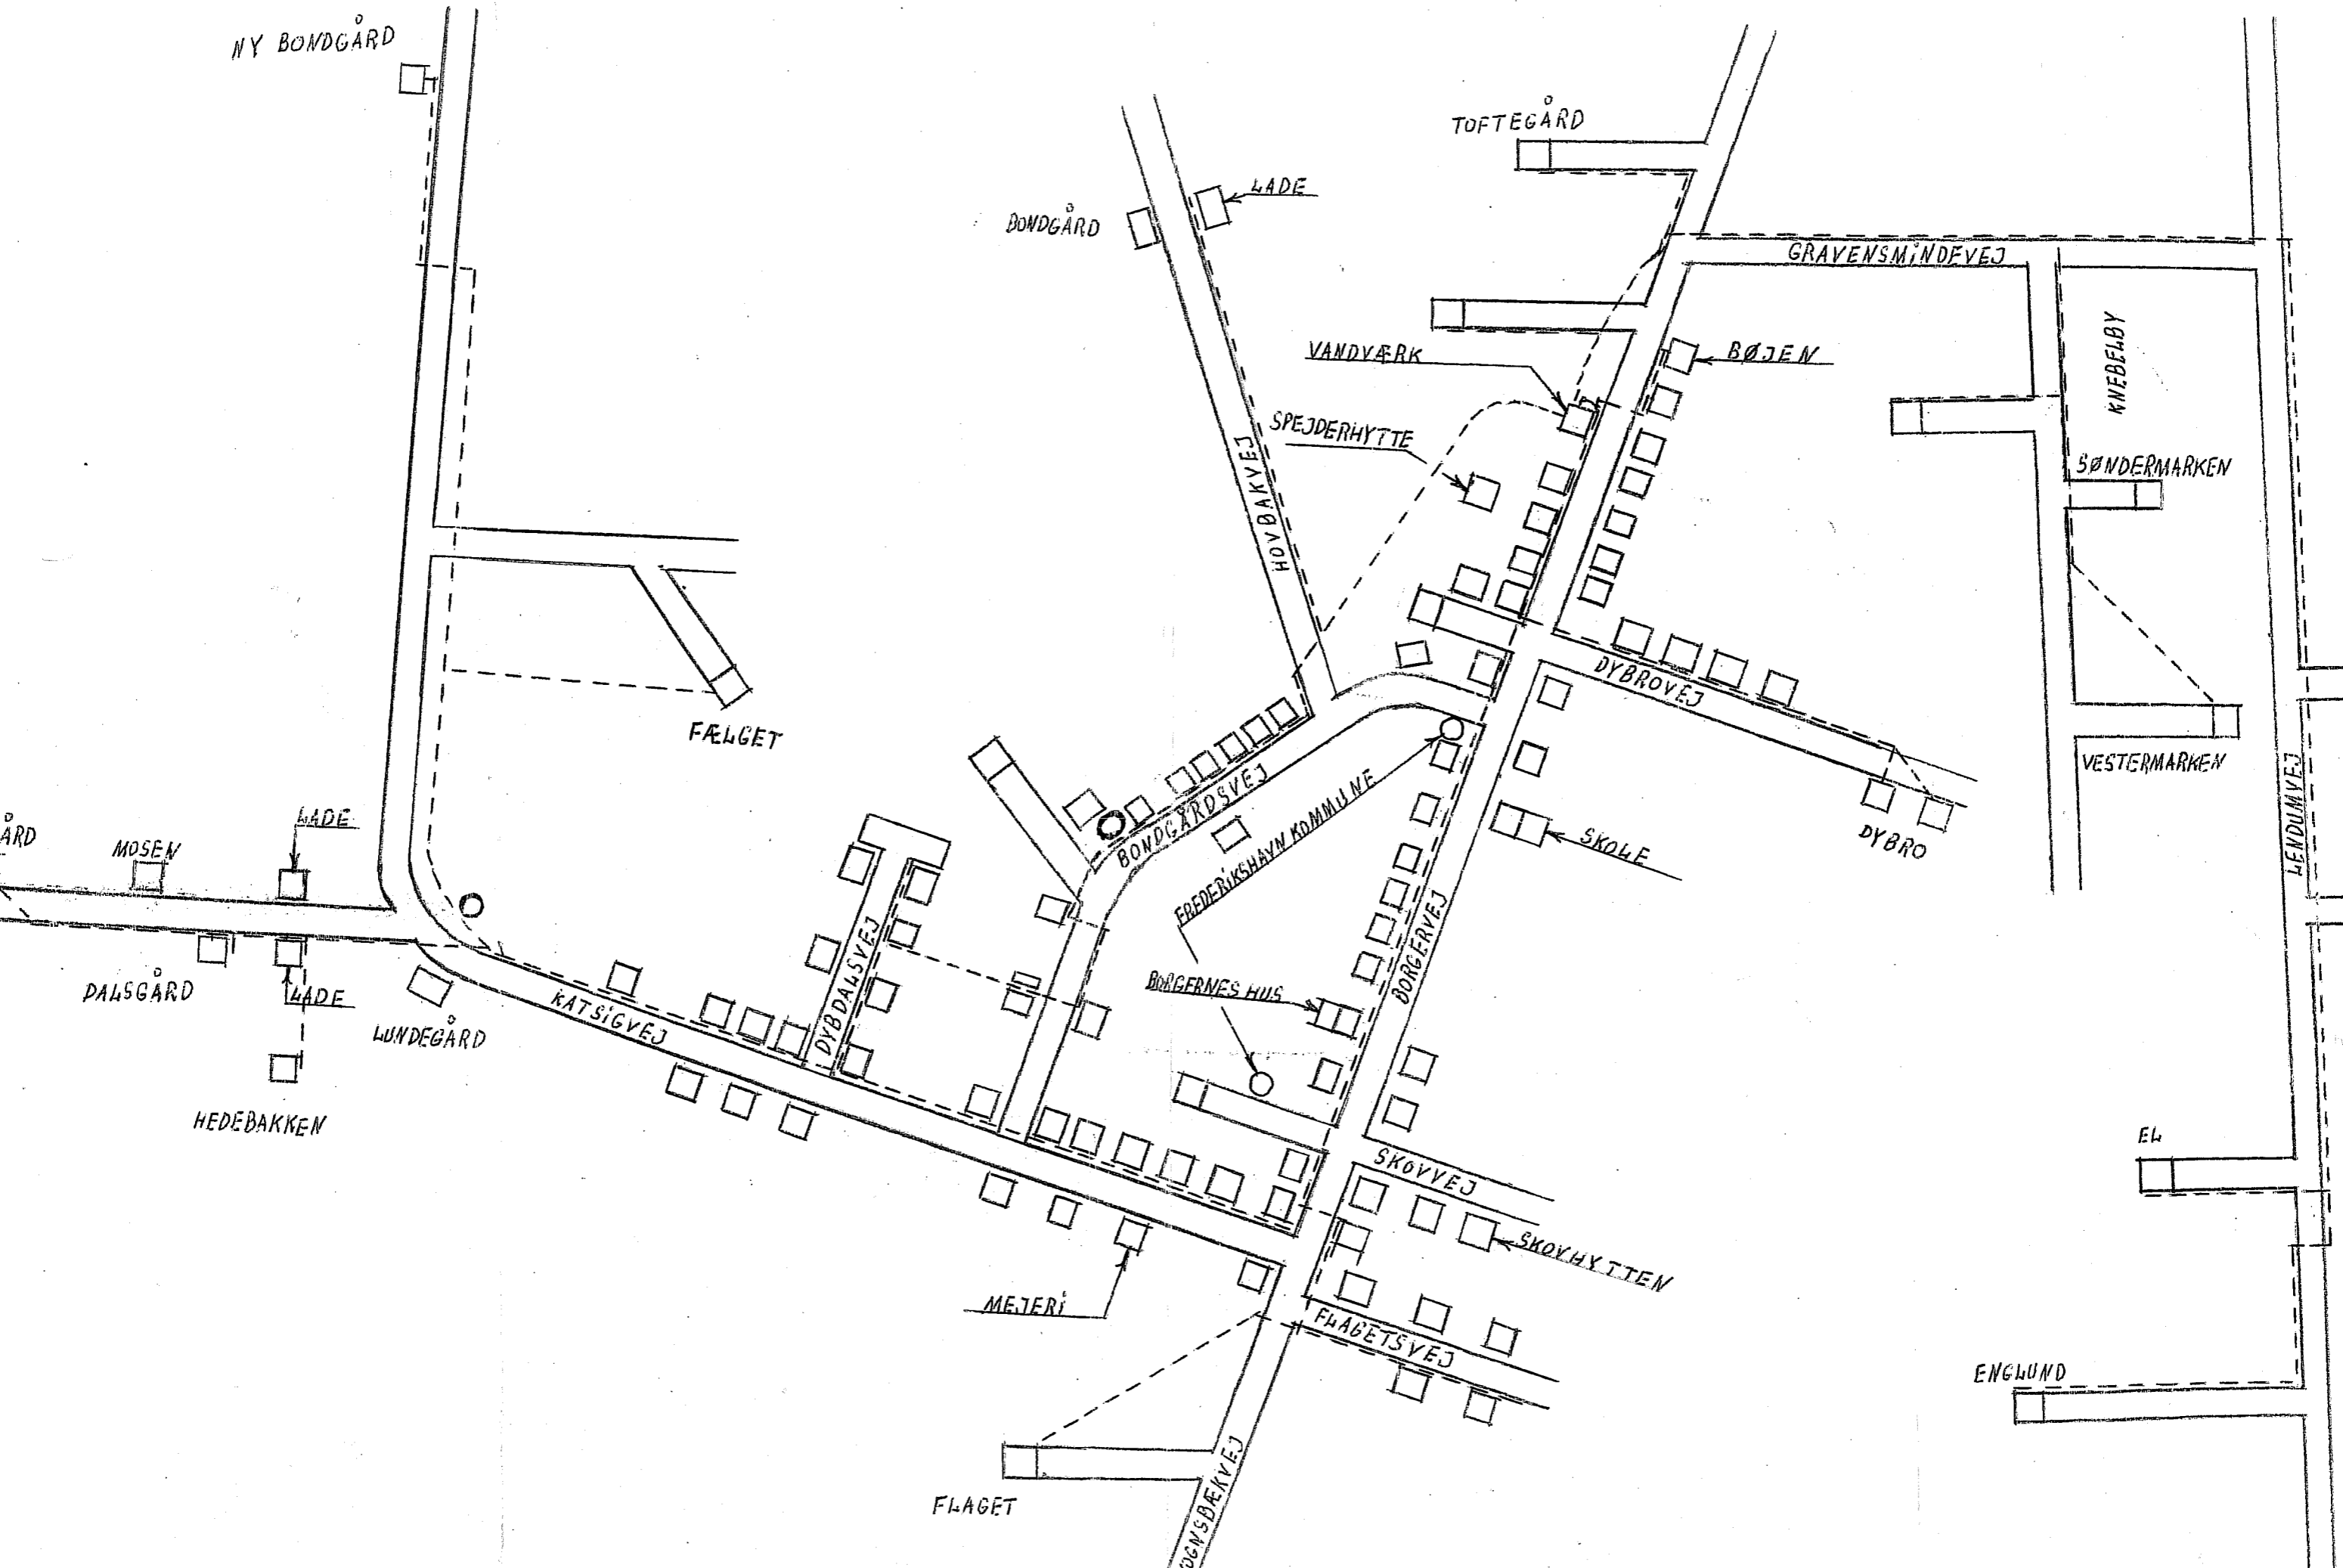 NY BONDGÅRD
TOFTEGÅRD
LADE
BONDGÅRD
GRAVENSMINDEVEJ
VANDVÆRK
BØJEN
KNEBELBY
SPEJDERHYTTE
HOVBAKVEJ
SØNDERMARKEN
DYBROVEJ
FÆLGET
VESTERMARKEN
LENDUMVEJ
BONDGÅRDSVEJ
FREDERIKSHAVN KOMMUNE
SKOLE
DYBRO
ÅRD
MOSEN
LADE
DYBDALSVEJ
BORGERVEJ
DALSGÅRD
LADE
BORGERNES HUS
KATSIGVEJ
LUNDEGÅRD
HEDEBAKKEN
EL
SKOVVEJ
SKOVHYTTEN
MEJERI
FLAGETSVEJ
ENGLUND
FLAGET
OGNSBÆKVEJ